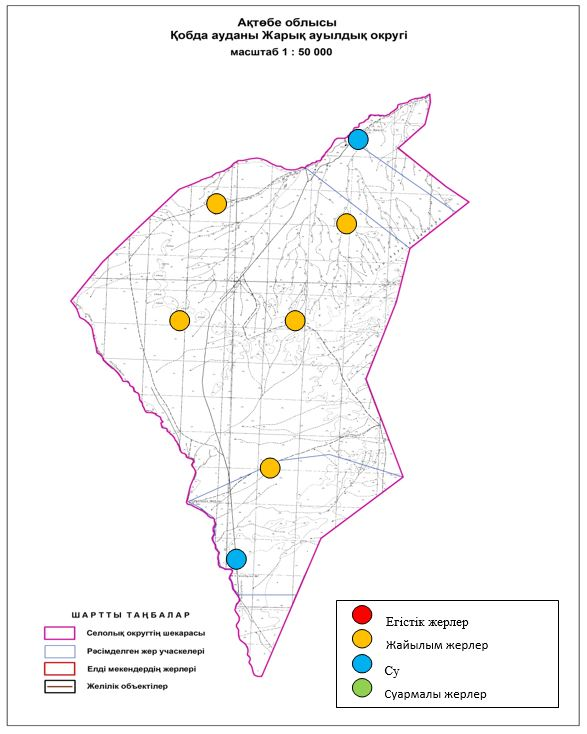 Ақтөбе облысы
Қобда ауданы Жарық ауылдық округі
масштаб 1 : 50 000
ШАРТТЫ ТАҢБАЛАР
Селолық округтің шекарасы
Рәсімделген жер учаскелері
Елді мекендердің жерлері
Желілік объектілер
Егістік жерлер
Жайылым жерлер
Су
Суармалы жерлер